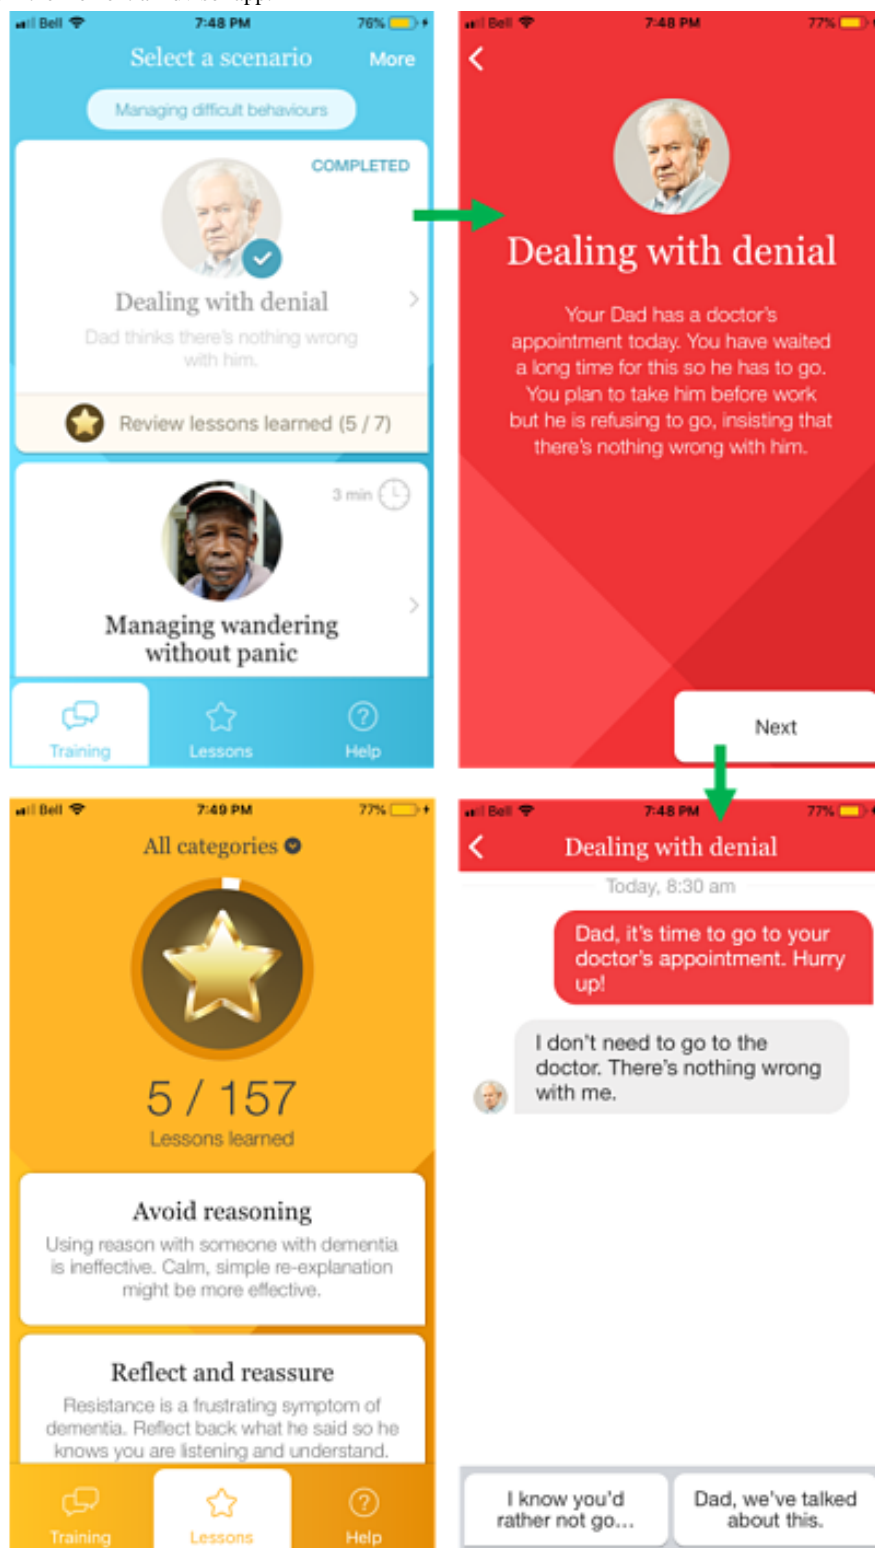 Bell 7:48 PM 76%
Select a scenario More
Managing difficult behaviours
COMPLETED
Dealing with denial
Dad thinks there's nothing wrong
with him.
Review lessons learned (5 / 7)
3 min
Managing wandering
without panic
Training Lessons Help
Bell 7:48 PM 77%
Dealing with denial
Your Dad has a doctor's
appointment today. You have waited
a long time for this so he has to go.
You plan to take him before work
but he is refusing to go, insisting that
there's nothing wrong with him.
Next
Bell 7:49 PM 77%
All categories
5 / 157
Lessons learned
Avoid reasoning
Using reason with someone with dementia
is ineffective. Calm, simple re-explanation
might be more effective.
Reflect and reassure
Resistance is a frustrating symptom of
dementia. Reflect back what he said so he
knows you are listening and understand.
Training Lessons Help
Bell 7:48 PM 77%
Dealing with denial
Today, 8:30 am
Dad, it's time to go to your
doctor's appointment. Hurry
up!
I don't need to go to the
doctor. There's nothing wrong
with me.
I know you'd
rather not go...
Dad, we've talked
about this.